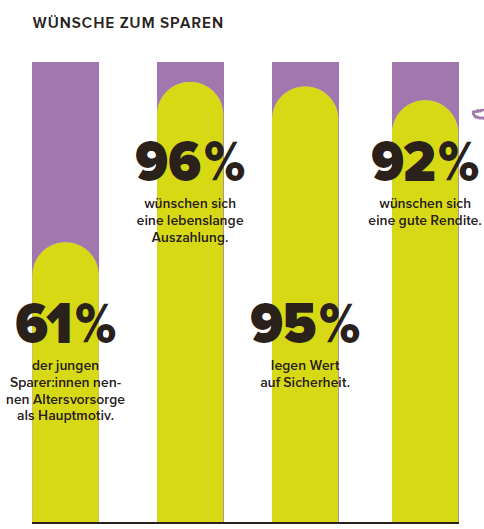 WÜNSCHE ZUM SPAREN
61%
der jungen
Sparer:innen nen-
nen Altersvorsorge
als Hauptmotiv.
96%
wünschen sich
eine lebenslange
Auszahlung.
95%
legen Wert
auf Sicherheit.
92%
wünschen sich
eine gute Rendite.